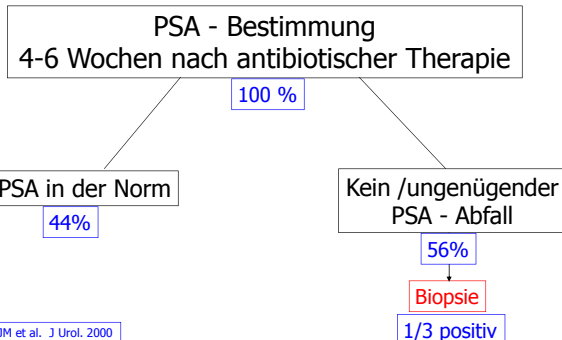 PSA - Bestimmung
4-6 Wochen nach antibiotischer Therapie
100 %
PSA in der Norm
44%
Kein /ungenügender
PSA - Abfall
56%
Biopsie
1/3 positiv
JM et al. J Urol. 2000